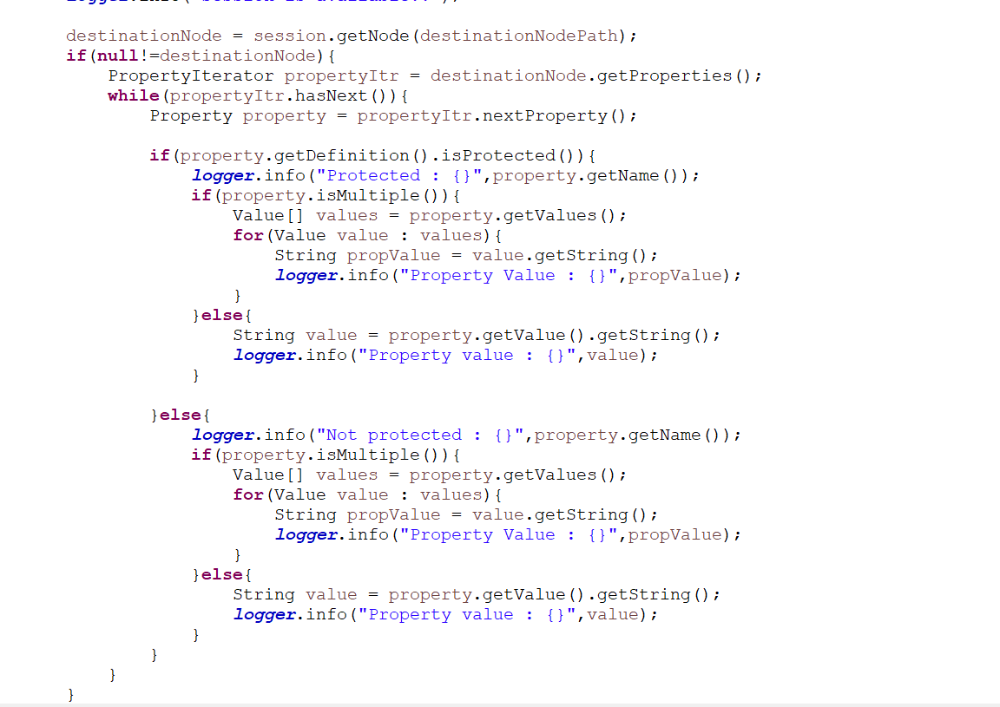 destinationNode = session.getNode(destinationNodePath);
if(null!=destinationNode){
PropertyIterator propertyItr = destinationNode.getProperties();
while(propertyItr.hasNext()){
Property property = propertyItr.nextProperty();
if(property.getDefinition().isProtected()){
logger.info("Protected : {}",property.getName());
if(property.isMultiple()){
Value[] values = property.getValues();
for(Value value : values){
String propValue = value.getString();
logger.info("Property Value : {}",propValue);
}
}else{
String value = property.getValue().getString();
logger.info("Property value : {}",value);
}
}else{
logger.info("Not protected : {}",property.getName());
if(property.isMultiple()){
Value[] values = property.getValues();
for(Value value : values){
String propValue = value.getString();
logger.info("Property Value : {}",propValue);
}
}else{
String value = property.getValue().getString();
logger.info("Property value : {}",value);
}
}
}
}